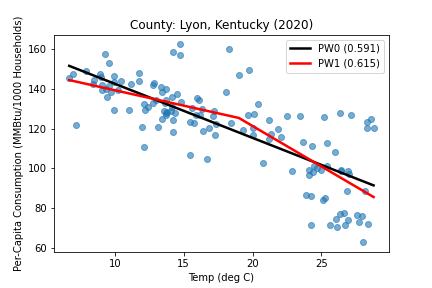 County: Lyon, Kentucky (2020)
PW0 (0.591)
PW1 (0.615)
Per-Capita Consumption (MMBtu/1000 Households)
160
140
120
100
80
60
10 15 20 25
Temp (deg C)